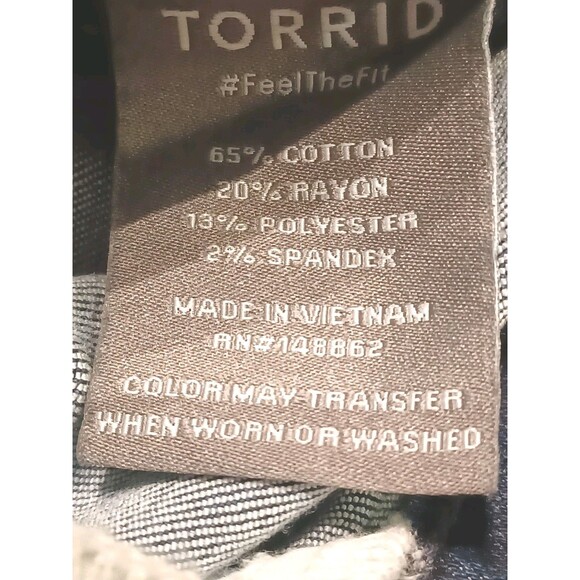 TORRID
#FeelTheFit
65% COTTON
20% RAYON
13% POLYESTER
2% SPANDEX
MADE IN VIETNAM
RN#148862
COLOR MAY TRANSFER
WHEN WORN OR WASHED